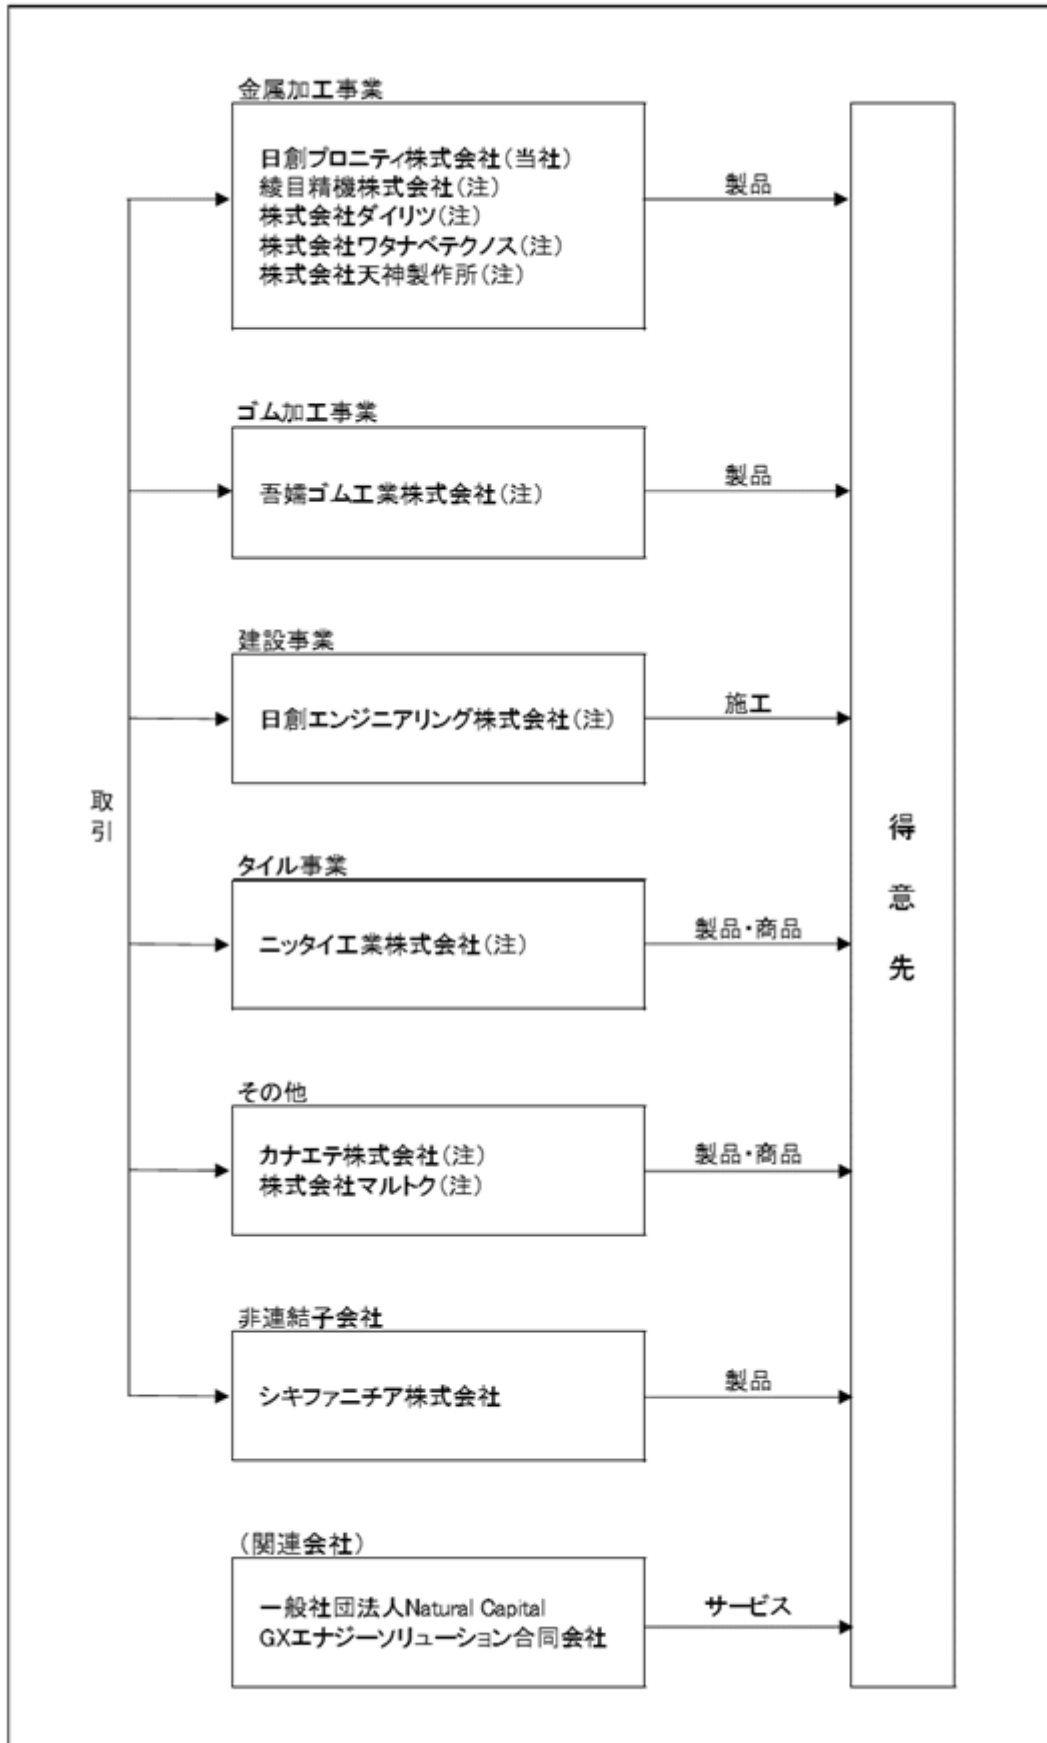 金属加工事業
日創プロニティ株式会社(当社)
綾目精機株式会社(注)
株式会社ダイリツ(注)
株式会社ワタナベテクノス(注)
株式会社天神製作所(注)
製品
ゴム加工事業
吾嬬ゴム工業株式会社(注)
製品
建設事業
日創エンジニアリング株式会社(注)
施工
取引
タイル事業
ニッタイ工業株式会社(注)
製品・商品
得意先
その他
カナエテ株式会社(注)
株式会社マルトク(注)
製品・商品
非連結子会社
シキファニチア株式会社
製品
(関連会社)
一般社団法人Natural Capital
GXエナジーソリューション合同会社
サービス